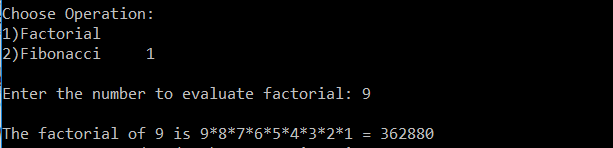 Choose Operation:
1)Factorial
2)Fibonacci     1
Enter the number to evaluate factorial: 9
The factorial of 9 is 9*8*7*6*5*4*3*2*1 = 362880